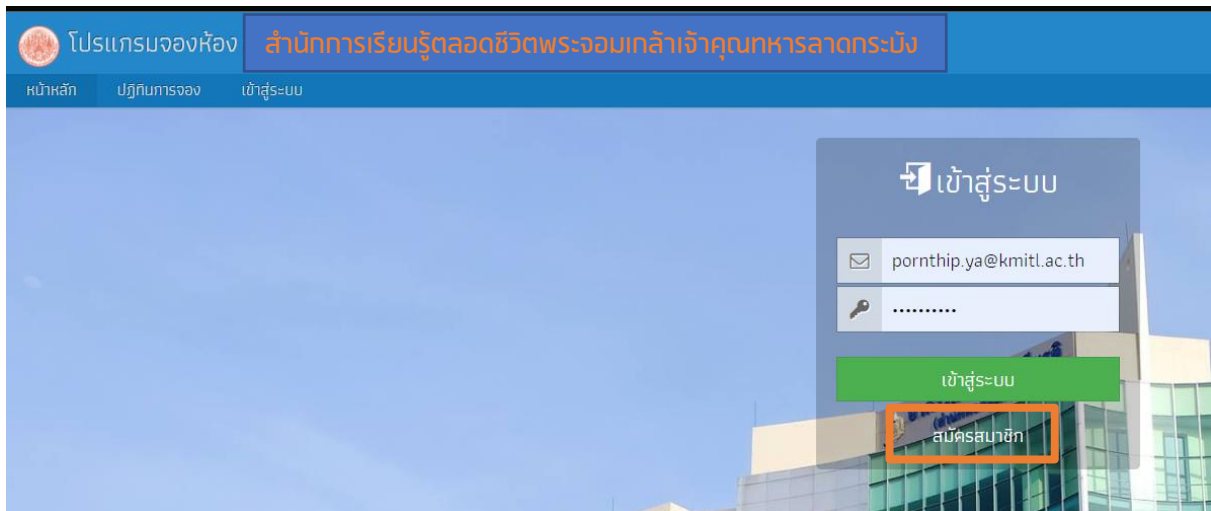 โปรแกรมจองห้อง สำนักการเรียนรู้ตลอดชีวิตพระจอมเกล้าเจ้าคุณทหารลาดกระบัง
หน้าหลัก ปฏิทินการจอง เข้าสู่ระบบ
เข้าสู่ระบบ
pornthip.ya@kmitl.ac.th
••••••••••
เข้าสู่ระบบ
สมัครสมาชิก